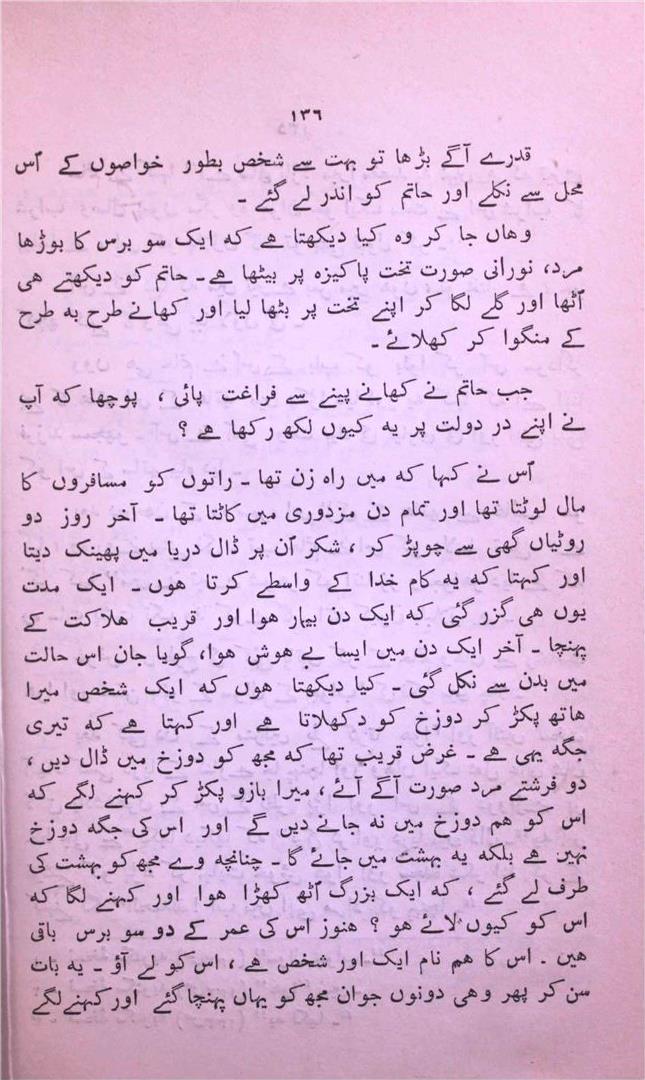 ١٣٦
قدرے آگے بڑھا تو بہت سے شخص بطور خواصوں کے اُس
محل سے نکلے اور حاتم کو اندر لے گئے ۔
وہاں جا کر وہ کیا دیکھتا ہے کہ ایک سو برس کا بوڑھا
مرد، نورانی صورت تخت پاکیزہ پر بیٹھا ہے ۔ حاتم کو دیکھتے ہی
اُٹھا اور گلے لگا کر اپنے تخت پر بٹھا لیا اور کھانے طرح بہ طرح
کے منگوا کر کھلائے ۔
جب حاتم نے کھانے پینے سے فراغت پائی ، پوچھا کہ آپ
نے اپنے در دولت پر یہ کیوں لکھ رکھا ہے ؟
اُس نے کہا کہ میں راہ زن تھا ۔ راتوں کو مسافروں کا
مال لوٹتا تھا اور تمام دن مزدوری میں کاٹتا تھا ۔ آخر روز دو
روٹیاں گھی سے چوپڑ کر ، شکر اُن پر ڈال دریا میں پھینک دیتا
اور کہتا کہ یہ کام خدا کے واسطے کرتا ہوں ۔ ایک مدت
یوں ہی گزر گئی کہ ایک دن بیمار ہوا اور قریب ہلاکت کے
پہنچا ۔ آخر ایک دن میں ایسا بے ہوش ہوا، گویا جان اس حالت
میں بدن سے نکل گئی ۔ کیا دیکھتا ہوں کہ ایک شخص میرا
ہاتھ پکڑ کر دوزخ کو دکھلاتا ہے اور کہتا ہے کہ تیری
جگہ یہی ہے ۔ غرض قریب تھا کہ مجھ کو دوزخ میں ڈال دیں ،
دو فرشتے مرد صورت آگے آئے ، میرا بازو پکڑ کر کہنے لگے کہ
اس کو ہم دوزخ میں نہ جانے دیں گے اور اس کی جگہ دوزخ
نہیں ہے بلکہ یہ بہشت میں جائے گا ۔ چنانچہ وے مجھ کو بہشت کی
طرف لے گئے ، کہ ایک بزرگ اُٹھ کھڑا ہوا اور کہنے لگا کہ
اس کو کیوں لائے ہو ؟ ہنوز اس کی عمر کے دو سو برس باقی
ہیں ۔ اس کا ہم نام ایک اور شخص ہے ، اس کو لے آؤ ۔ یہ بات
سن کر پھر وہی دونوں جوان مجھ کو یہاں پہنچا گئے اور کہنے لگے